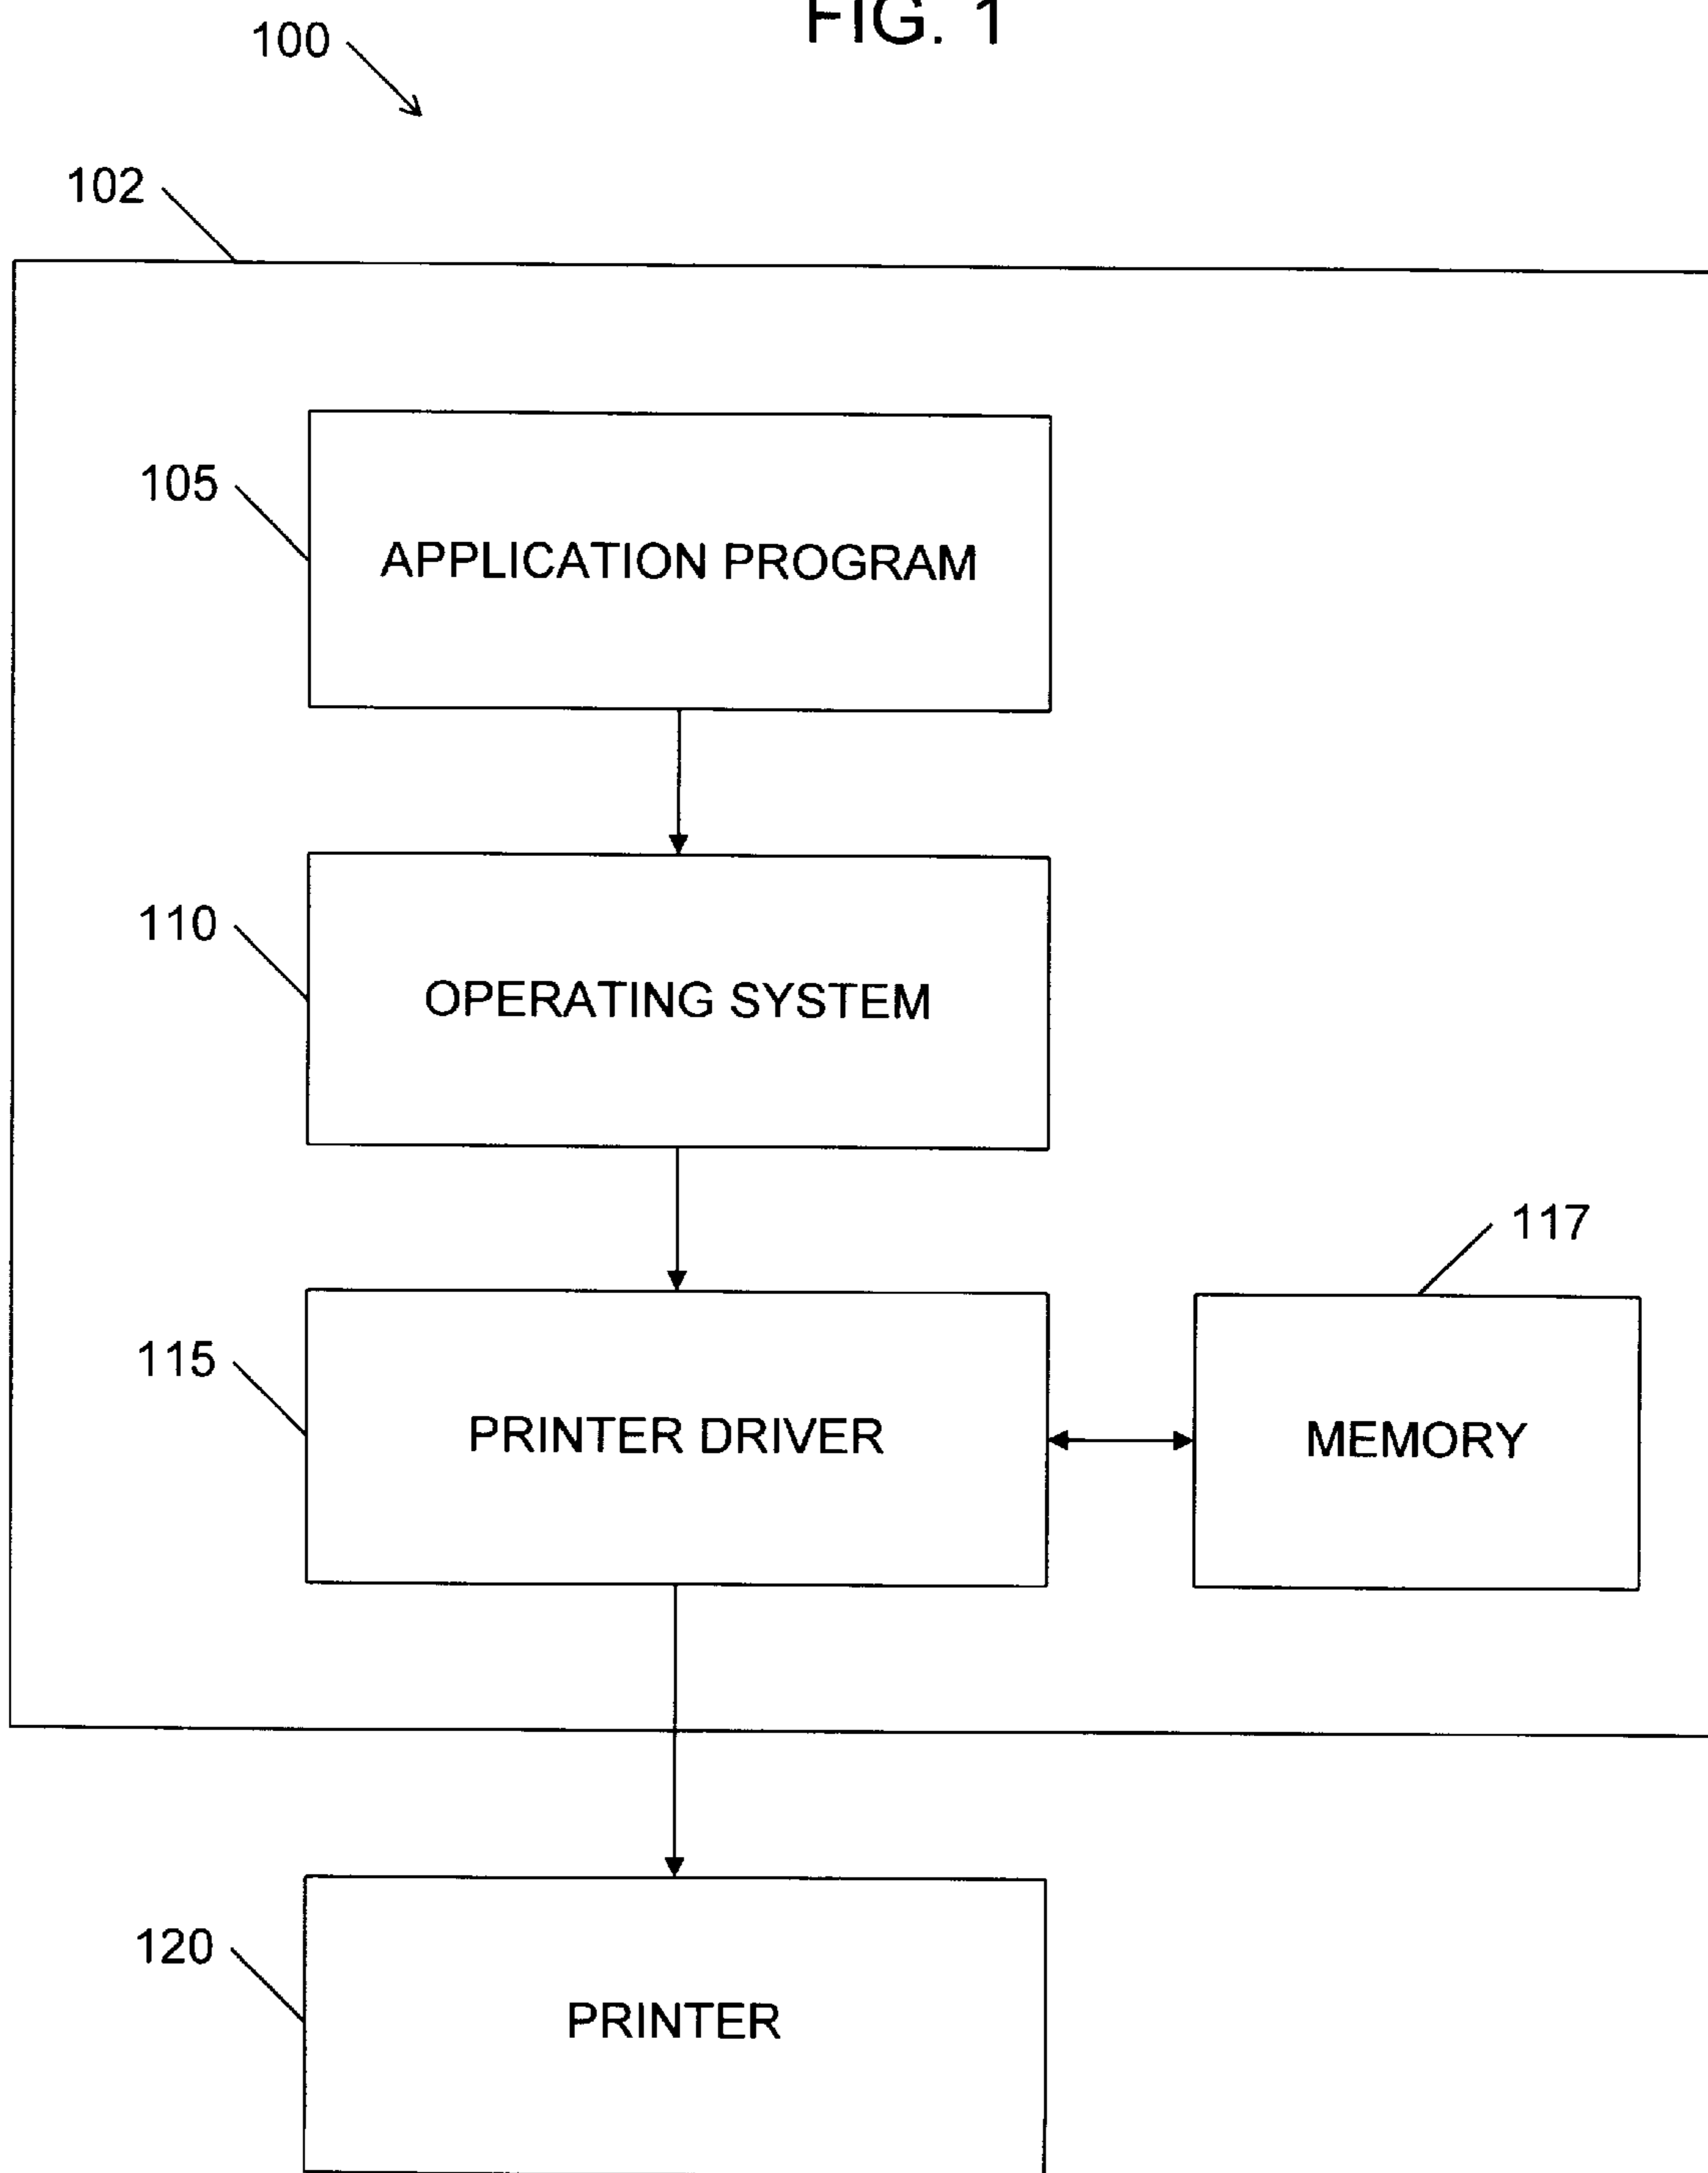 FIG. 1
100
102
105
APPLICATION PROGRAM
110
OPERATING SYSTEM
117
115
PRINTER DRIVER
MEMORY
120
PRINTER